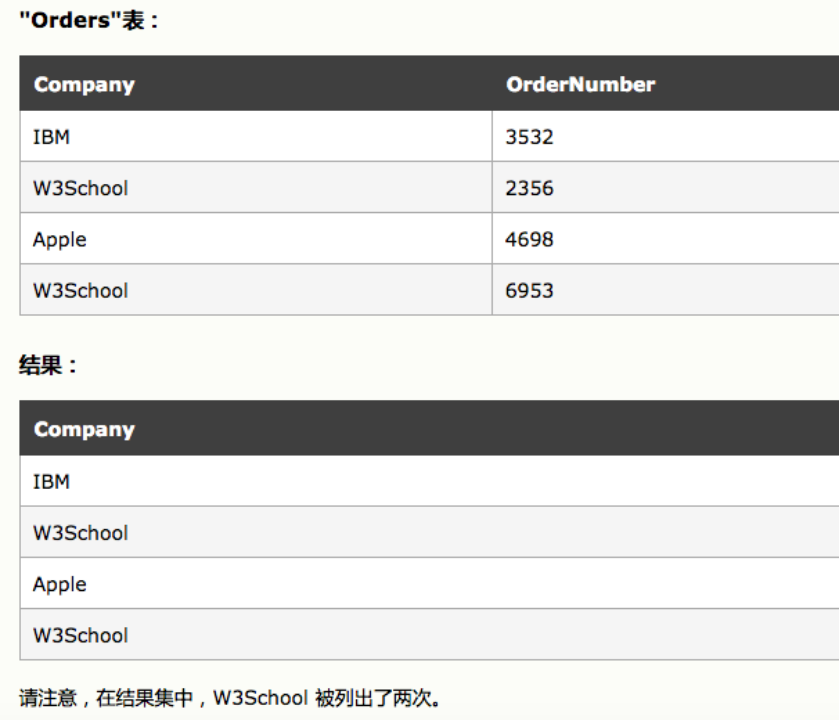 "Orders"表：
Company OrderNumber
IBM 3532
W3School 2356
Apple 4698
W3School 6953
结果：
Company
IBM
W3School
Apple
W3School
请注意，在结果集中，W3School 被列出了两次。